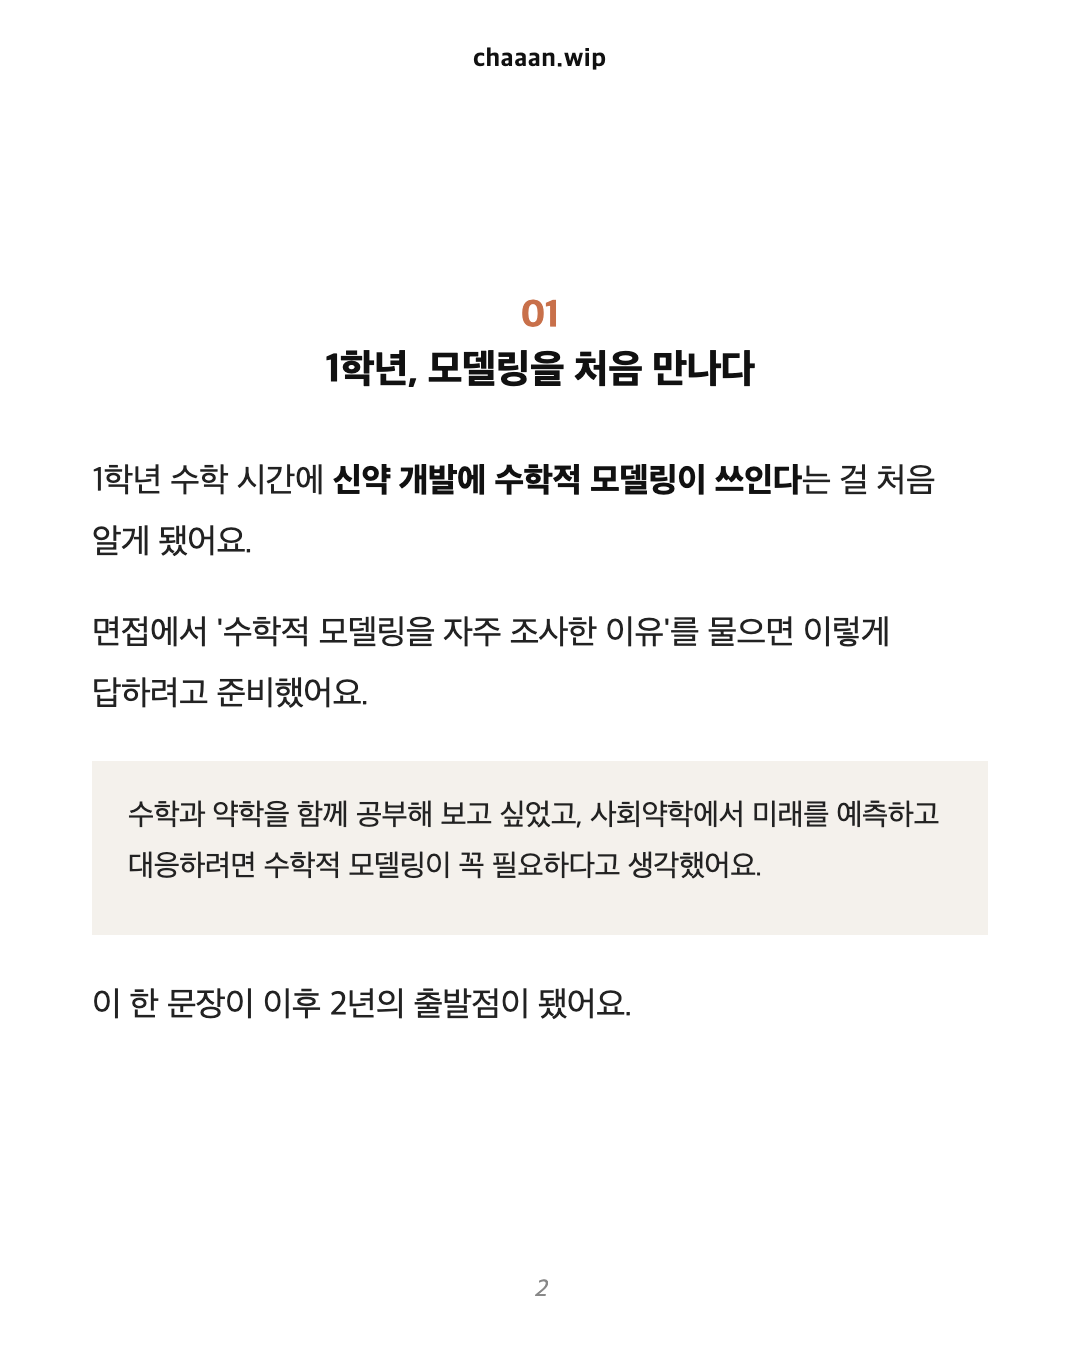 chaaan.wip
01
1학년, 모델링을 처음 만나다
1학년 수학 시간에 신약 개발에 수학적 모델링이 쓰인다는 걸 처음
알게 됐어요.
면접에서 '수학적 모델링을 자주 조사한 이유'를 물으면 이렇게
답하려고 준비했어요.
수학과 약학을 함께 공부해 보고 싶었고, 사회약학에서 미래를 예측하고
대응하려면 수학적 모델링이 꼭 필요하다고 생각했어요.
이 한 문장이 이후 2년의 출발점이 됐어요.
2